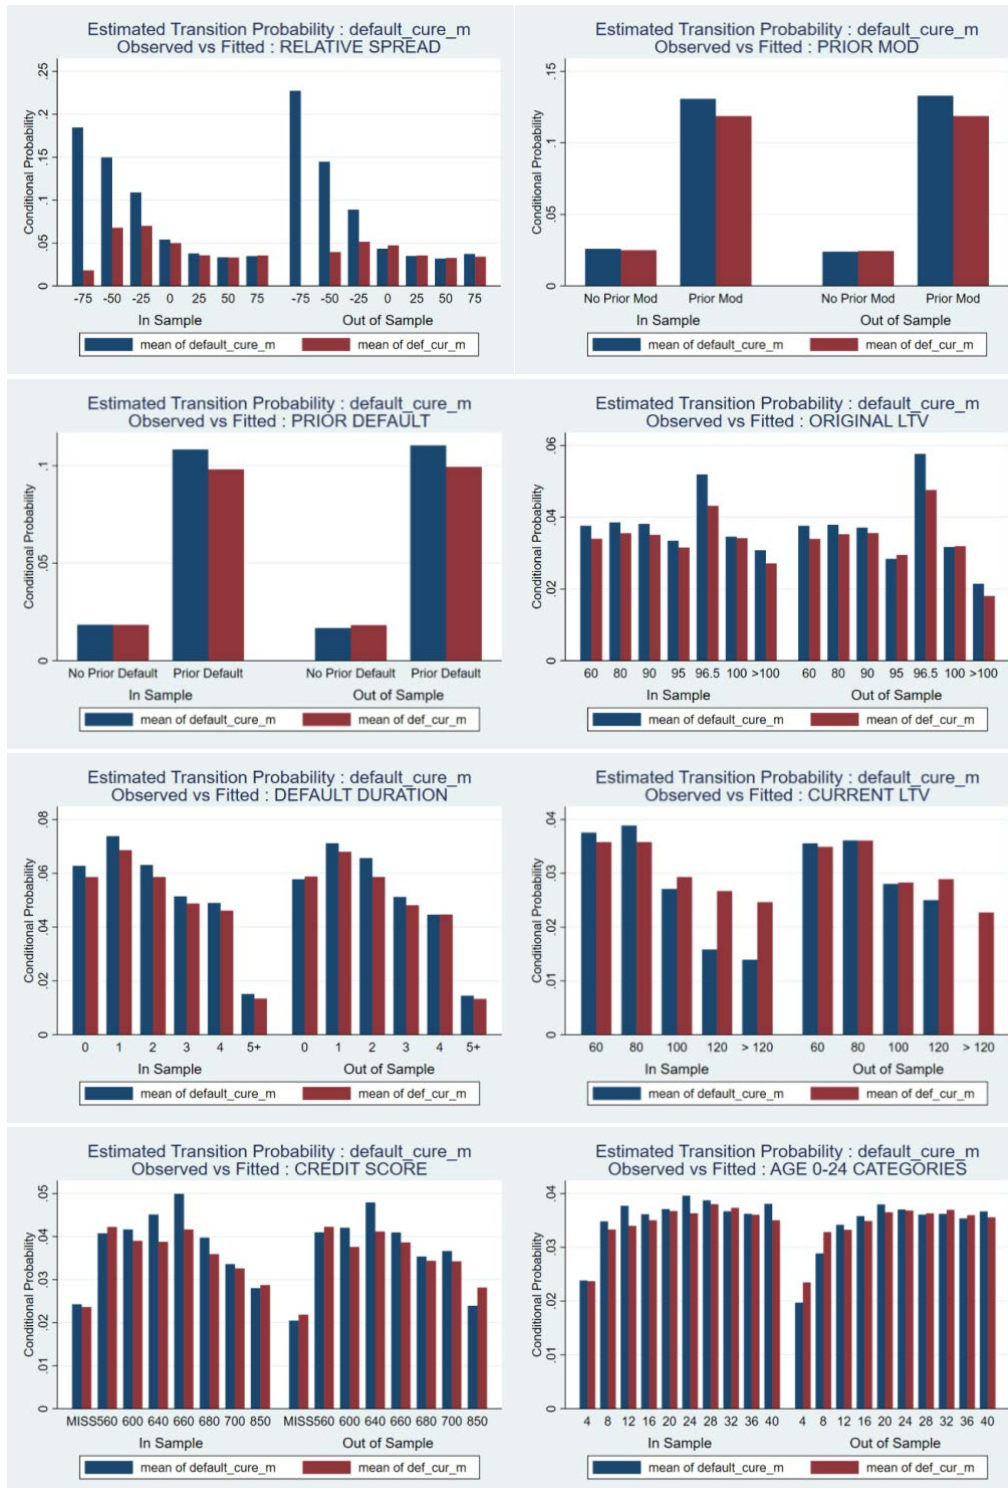 Estimated Transition Probability : default_cure_m
Observed vs Fitted : RELATIVE SPREAD
Conditional Probability
0 .05 .1 .15 .2 .25
-75 -50 -25 0 25 50 75 -75 -50 -25 0 25 50 75
In Sample Out of Sample
mean of default_cure_m mean of def_cur_m
Estimated Transition Probability : default_cure_m
Observed vs Fitted : PRIOR MOD
Conditional Probability
0 .05 .1 .15
No Prior Mod Prior Mod No Prior Mod Prior Mod
In Sample Out of Sample
mean of default_cure_m mean of def_cur_m
Estimated Transition Probability : default_cure_m
Observed vs Fitted : PRIOR DEFAULT
Conditional Probability
0 .05 .1
No Prior Default Prior Default No Prior Default Prior Default
In Sample Out of Sample
mean of default_cure_m mean of def_cur_m
Estimated Transition Probability : default_cure_m
Observed vs Fitted : ORIGINAL LTV
Conditional Probability
0 .02 .04 .06
60 80 90 95 96.5 100 >100 60 80 90 95 96.5 100 >100
In Sample Out of Sample
mean of default_cure_m mean of def_cur_m
Estimated Transition Probability : default_cure_m
Observed vs Fitted : DEFAULT DURATION
Conditional Probability
0 .02 .04 .06 .08
0 1 2 3 4 5+ 0 1 2 3 4 5+
In Sample Out of Sample
mean of default_cure_m mean of def_cur_m
Estimated Transition Probability : default_cure_m
Observed vs Fitted : CURRENT LTV
Conditional Probability
0 .01 .02 .03 .04
60 80 100 120 > 120 60 80 100 120 > 120
In Sample Out of Sample
mean of default_cure_m mean of def_cur_m
Estimated Transition Probability : default_cure_m
Observed vs Fitted : CREDIT SCORE
Conditional Probability
0 .01 .02 .03 .04 .05
MISS560 600 640 660 680 700 850 MISS560 600 640 660 680 700 850
In Sample Out of Sample
mean of default_cure_m mean of def_cur_m
Estimated Transition Probability : default_cure_m
Observed vs Fitted : AGE 0-24 CATEGORIES
Conditional Probability
0 .01 .02 .03 .04
4 8 12 16 20 24 28 32 36 40 4 8 12 16 20 24 28 32 36 40
In Sample Out of Sample
mean of default_cure_m mean of def_cur_m